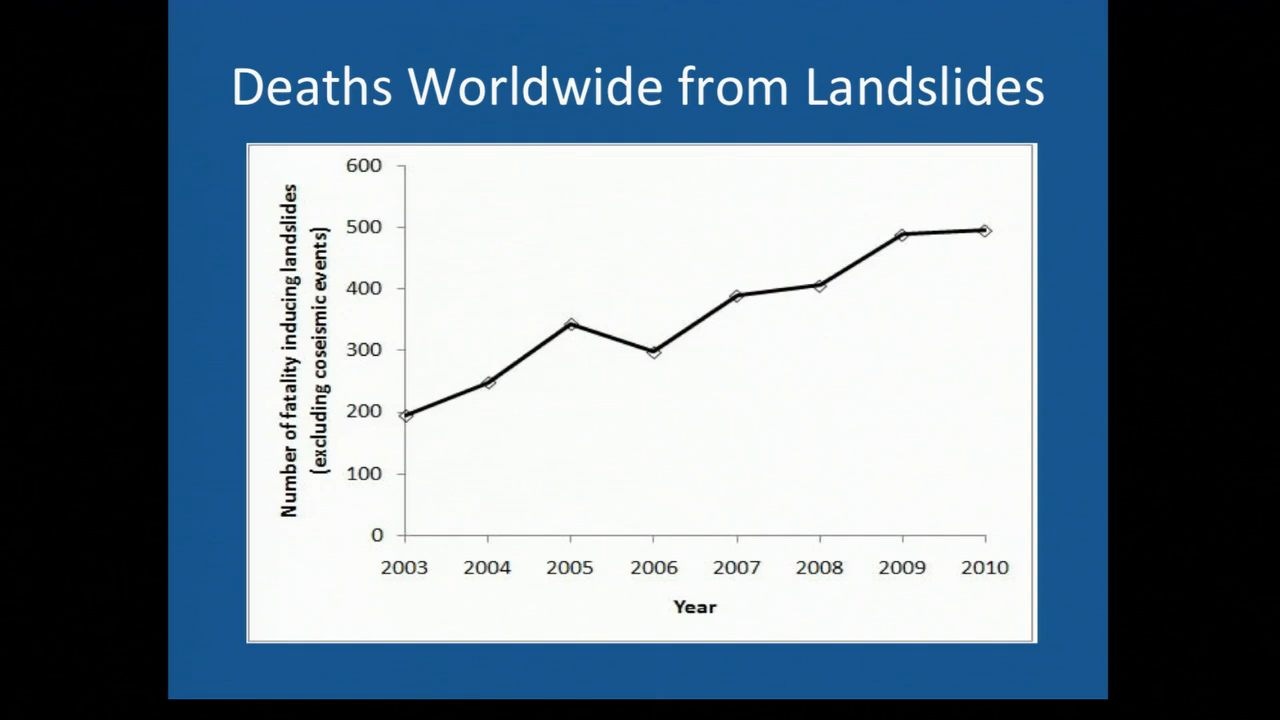 Deaths Worldwide from Landslides
Number of fatality inducing landslides
(excluding coseismic events)
600
500
400
300
200
100
0
2003 2004 2005 2006 2007 2008 2009 2010
Year